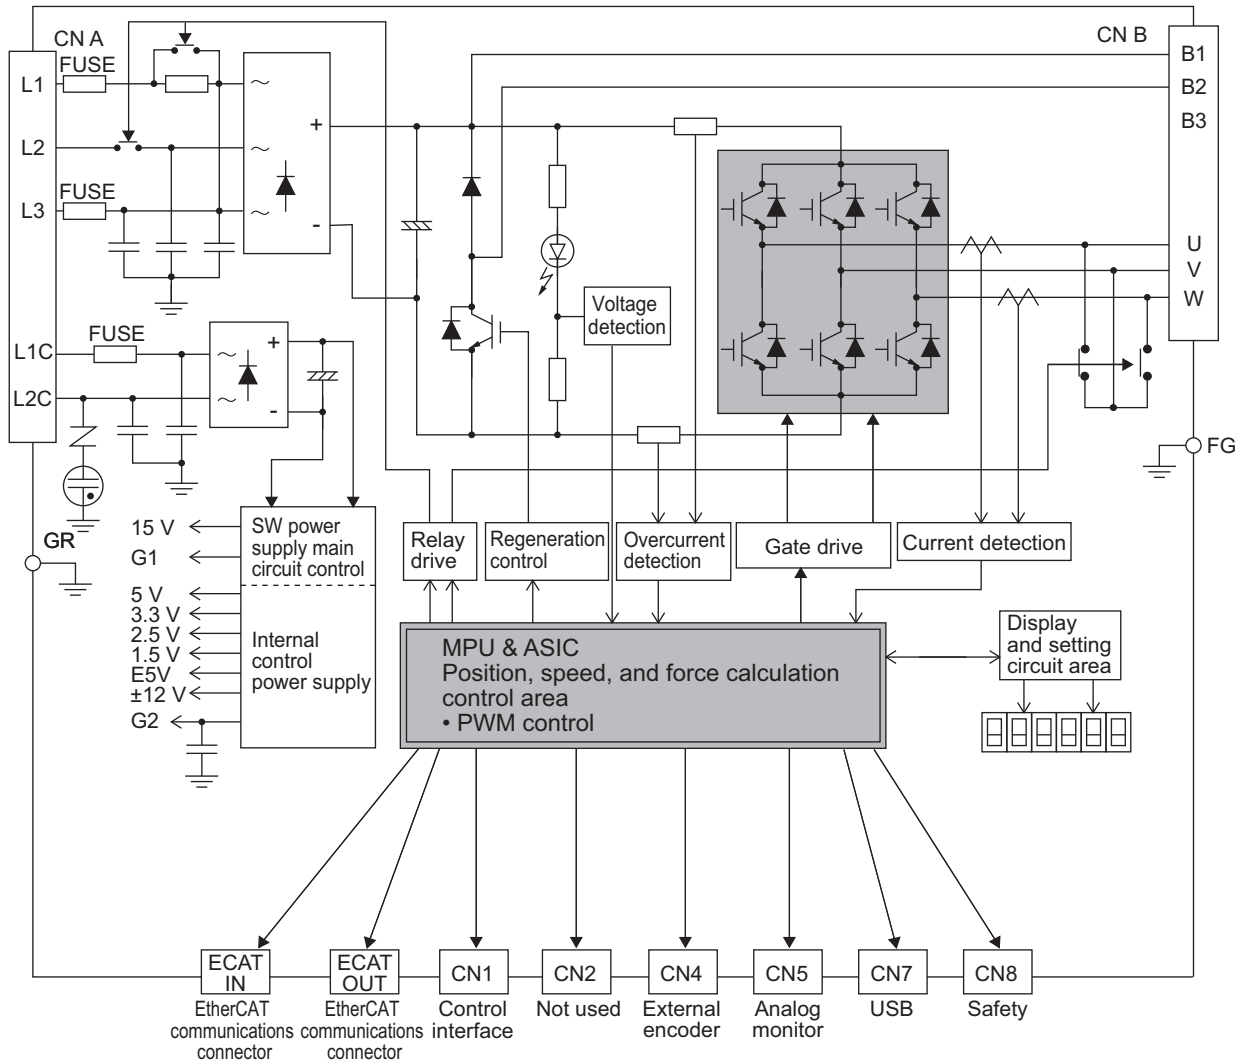 CN A
CN B
FUSE
L1
L2
FUSE
L3
FUSE
L1C
L2C
~
~
~
+
-
~
~
+
-
B1
B2
B3
U
V
W
FG
GR
Voltage
detection
15 V
G1
5 V
3.3 V
2.5 V
1.5 V
E5V
±12 V
G2
SW power
supply main
circuit control
Internal
control
power supply
Relay
drive
Regeneration
control
Overcurrent
detection
Gate drive
Current detection
MPU & ASIC
Position, speed, and force calculation
control area
• PWM control
Display
and setting
circuit area
ECAT
IN
EtherCAT
communications
connector
ECAT
OUT
EtherCAT
communications
connector
CN1
Control
interface
CN2
Not used
CN4
External
encoder
CN5
Analog
monitor
CN7
USB
CN8
Safety